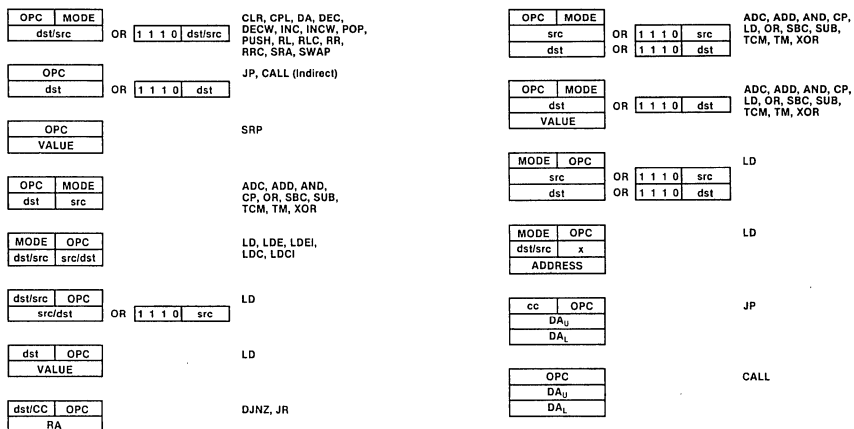 OPC MODE CLR, CPL, DA, DEC,
dst/src OR 1 1 1 0 dst/src DECW, INC, INCW, POP,
PUSH, RL, RLC, RR,
RRC, SRA, SWAP
OPC JP, CALL (Indirect)
dst OR 1 1 1 0 dst
OPC SRP
VALUE
OPC MODE ADC, ADD, AND,
dst src CP, OR, SBC, SUB,
TCM, TM, XOR
MODE OPC LD, LDE, LDEI,
dst/src src/dst LDC, LDCI
dst/src OPC LD
src/dst OR 1 1 1 0 src
dst OPC LD
VALUE
dst/CC OPC DJNZ, JR
RA
OPC MODE ADC, ADD, AND, CP,
src OR 1 1 1 0 src LD, OR, SBC, SUB,
dst OR 1 1 1 0 dst TCM, TM, XOR
OPC MODE ADC, ADD, AND, CP,
dst OR 1 1 1 0 dst LD, OR, SBC, SUB,
VALUE TCM, TM, XOR
MODE OPC LD
src OR 1 1 1 0 src
dst OR 1 1 1 0 dst
MODE OPC LD
dst/src x
ADDRESS
cc OPC JP
DAU
DAL
OPC CALL
DAU
DAL